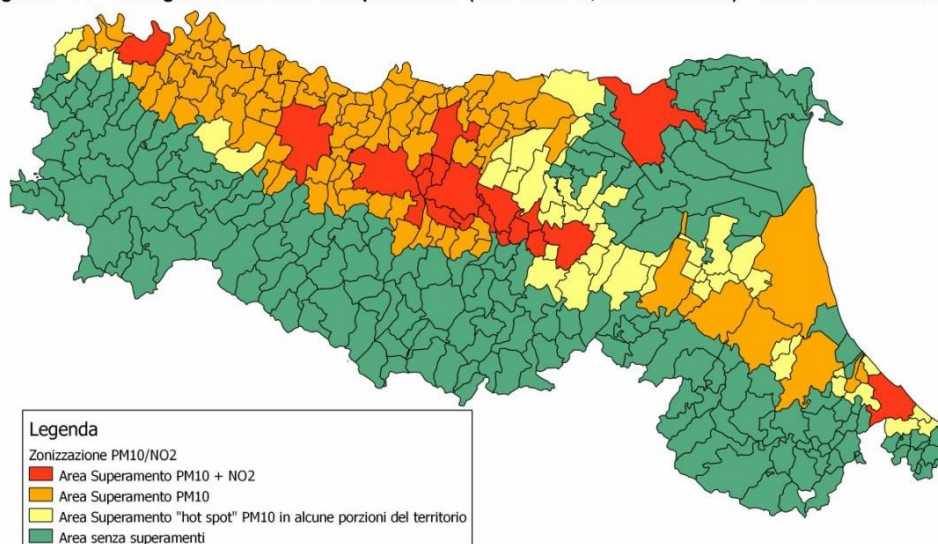 Legenda
Zonizzazione PM10/NO2
Area Superamento PM10 + NO2
Area Superamento PM10
Area Superamento "hot spot" PM10 in alcune porzioni del territorio
Area senza superamenti